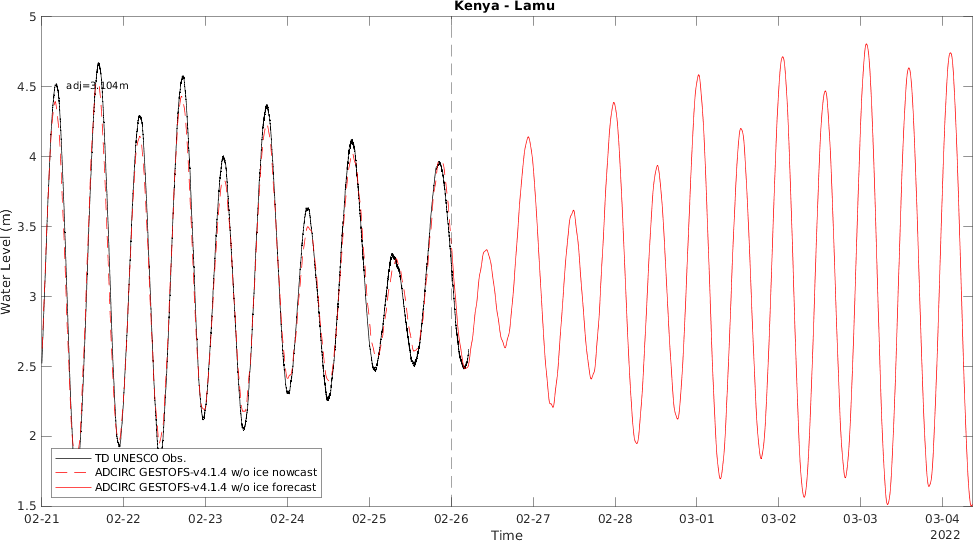 Kenya - Lamu
5
4.5
4
3.5
3
2.5
2
1.5
Water Level (m)
adj=3.104m
TD UNESCO Obs.
ADCIRC GESTOFS-v4.1.4 w/o ice nowcast
ADCIRC GESTOFS-v4.1.4 w/o ice forecast
02-21 02-22 02-23 02-24 02-25 02-26 02-27 02-28 03-01 03-02 03-03 03-04
Time
2022